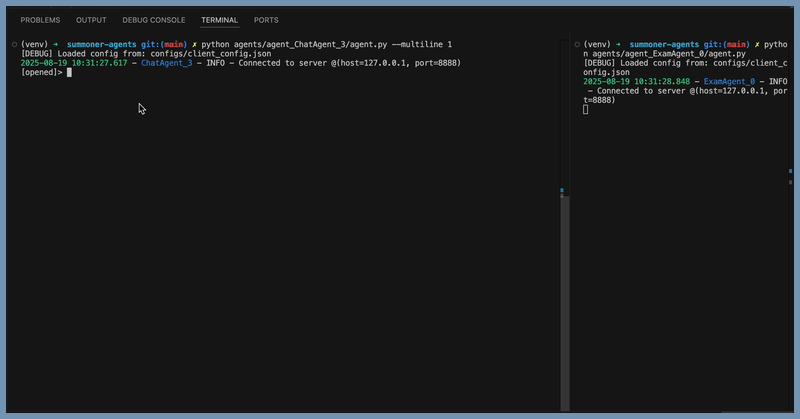 PROBLEMS OUTPUT DEBUG CONSOLE TERMINAL PORTS
(venv) ➜ summoner-agents git:(main) ✗ python agents/agent_ChatAgent_3/agent.py --multiline 1
[DEBUG] Loaded config from: configs/client_config.json
2025-08-19 10:31:27.617 - ChatAgent_3 - INFO - Connected to server @(host=127.0.0.1, port=8888)
[opened]>
(venv) ➜ summoner-agents git:(main) ✗ pytho
n agents/agent_ExamAgent_0/agent.py
[DEBUG] Loaded config from: configs/client_c
onfig.json
2025-08-19 10:31:28.848 - ExamAgent_0 - INFO
- Connected to server @(host=127.0.0.1, por
t=8888)